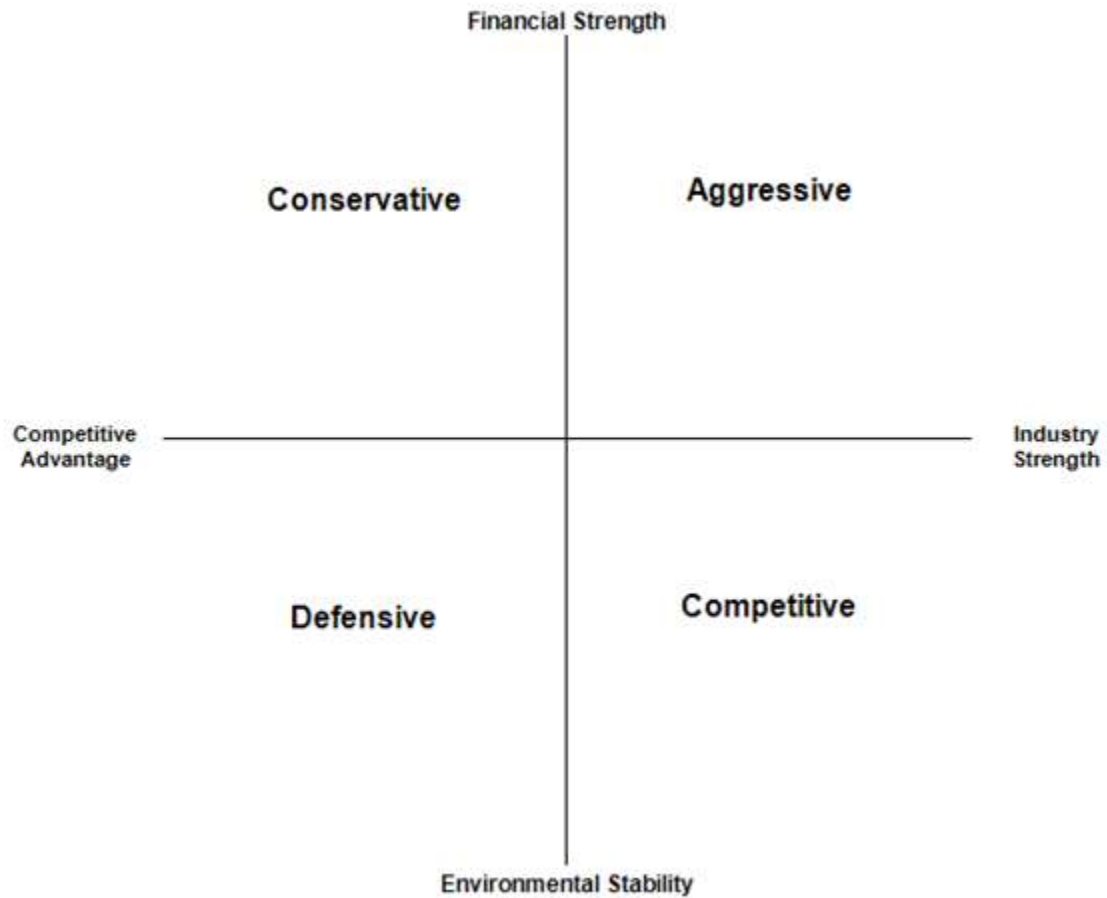 Financial Strength
Conservative
Aggressive
Competitive
Advantage
Industry
Strength
Defensive
Competitive
Environmental Stability